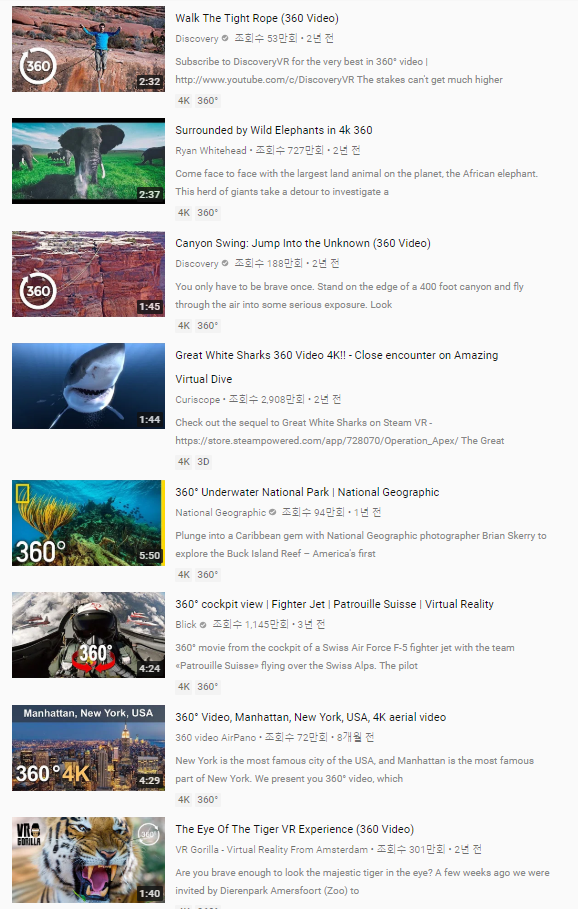 Walk The Tight Rope (360 Video)
Discovery 조회수 53만회 • 2년 전
Subscribe to DiscoveryVR for the very best in 360° video |
http://www.youtube.com/c/DiscoveryVR The stakes can't get much higher
360
2:32
4K 360°
Surrounded by Wild Elephants in 4k 360
Ryan Whitehead • 조회수 727만회 • 2년 전
Come face to face with the largest land animal on the planet, the African elephant.
This herd of giants take a detour to investigate a
2:37
4K 360°
Canyon Swing: Jump Into the Unknown (360 Video)
Discovery 조회수 188만회 • 2년 전
You only have to be brave once. Stand on the edge of a 400 foot canyon and fly
through the air into some serious exposure. Look
360
1:45
4K 360°
Great White Sharks 360 Video 4K!! - Close encounter on Amazing
Virtual Dive
Curiscope • 조회수 2,908만회 • 2년 전
Check out the sequel to Great White Sharks on Steam VR -
https://store.steampowered.com/app/728070/Operation_Apex/ The Great
1:44
4K 3D
360° Underwater National Park | National Geographic
National Geographic 조회수 94만회 • 1년 전
Plunge into a Caribbean gem with National Geographic photographer Brian Skerry to
explore the Buck Island Reef – America's first
360°
5:50
4K 360°
360° cockpit view | Fighter Jet | Patrouille Suisse | Virtual Reality
Blick 조회수 1,145만회 • 3년 전
360° movie from the cockpit of a Swiss Air Force F-5 fighter jet with the team
«Patrouille Suisse» flying over the Swiss Alps. The pilot
360°
4:24
4K 360°
Manhattan, New York, USA
360° Video, Manhattan, New York, USA, 4K aerial video
360 video AirPano • 조회수 72만회 • 8개월 전
New York is the most famous city of the USA, and Manhattan is the most famous
part of New York. We present you 360° video, which
360° 4K
4:29
4K 360°
VR
GORILLA
360°
The Eye Of The Tiger VR Experience (360 Video)
VR Gorilla - Virtual Reality From Amsterdam • 조회수 301만회 • 2년 전
Are you brave enough to look the majestic tiger in the eye? A few weeks ago we were
invited by Dierenpark Amersfoort (Zoo) to
1:40